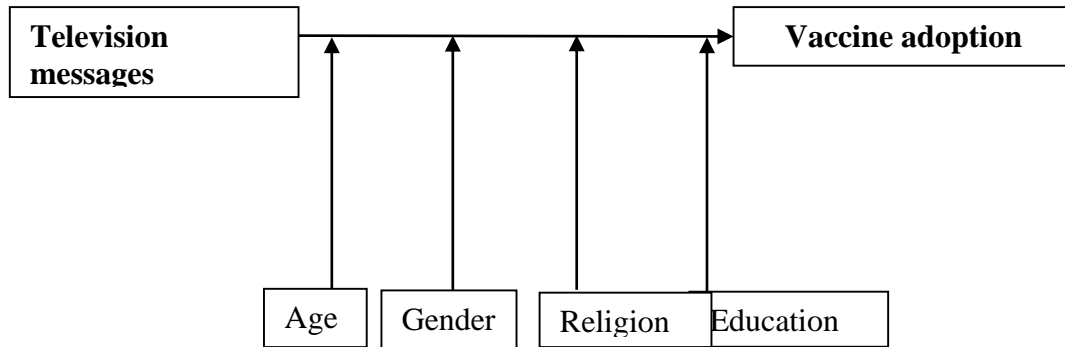 Television
messages
Vaccine adoption
Age
Gender
Religion
Education